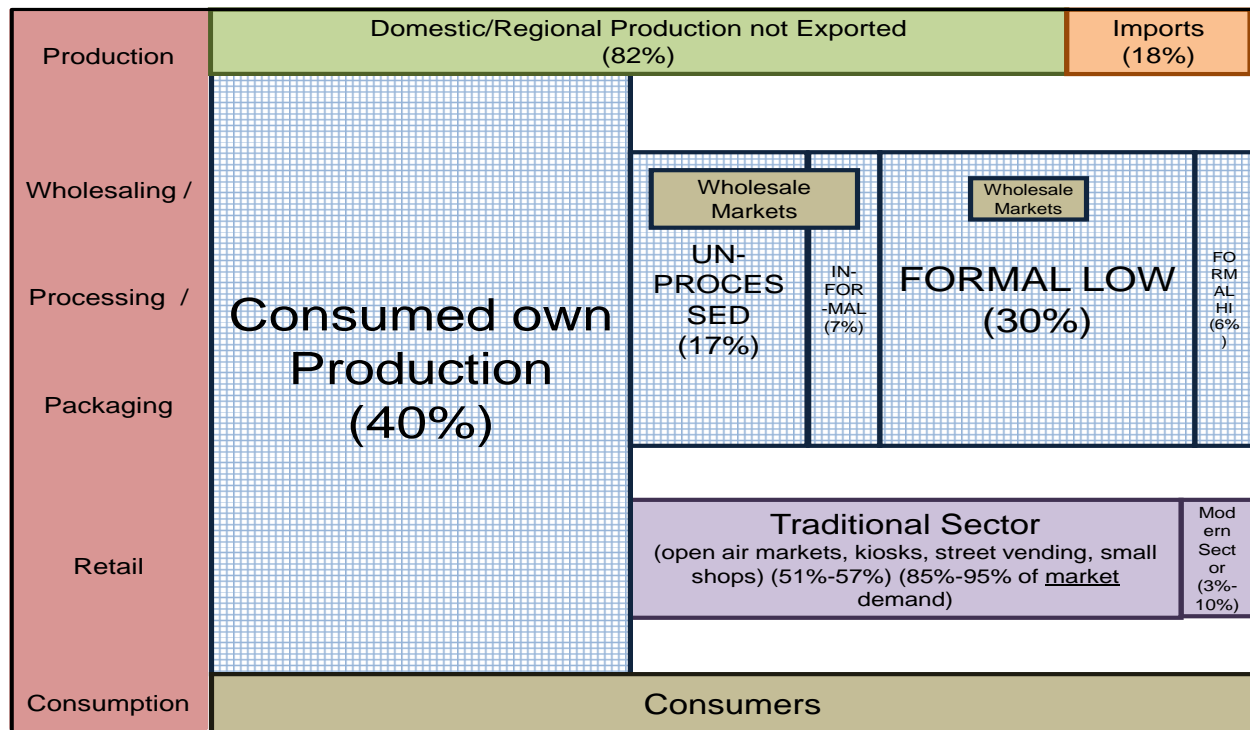 Production
Domestic/Regional Production not Exported
(82%)
Imports
(18%)
Wholesaling /
Processing /
Packaging
Consumed own
Production
(40%)
Wholesale
Markets
UN-
PROCES
SED
(17%)
IN-
FOR
-MAL
(7%)
Wholesale
Markets
FORMAL LOW
(30%)
FO
RM
AL
HI
(6%
)
Retail
Traditional Sector
(open air markets, kiosks, street vending, small
shops) (51%-57%) (85%-95% of market
demand)
Mod
ern
Sect
or
(3%-
10%)
Consumption
Consumers